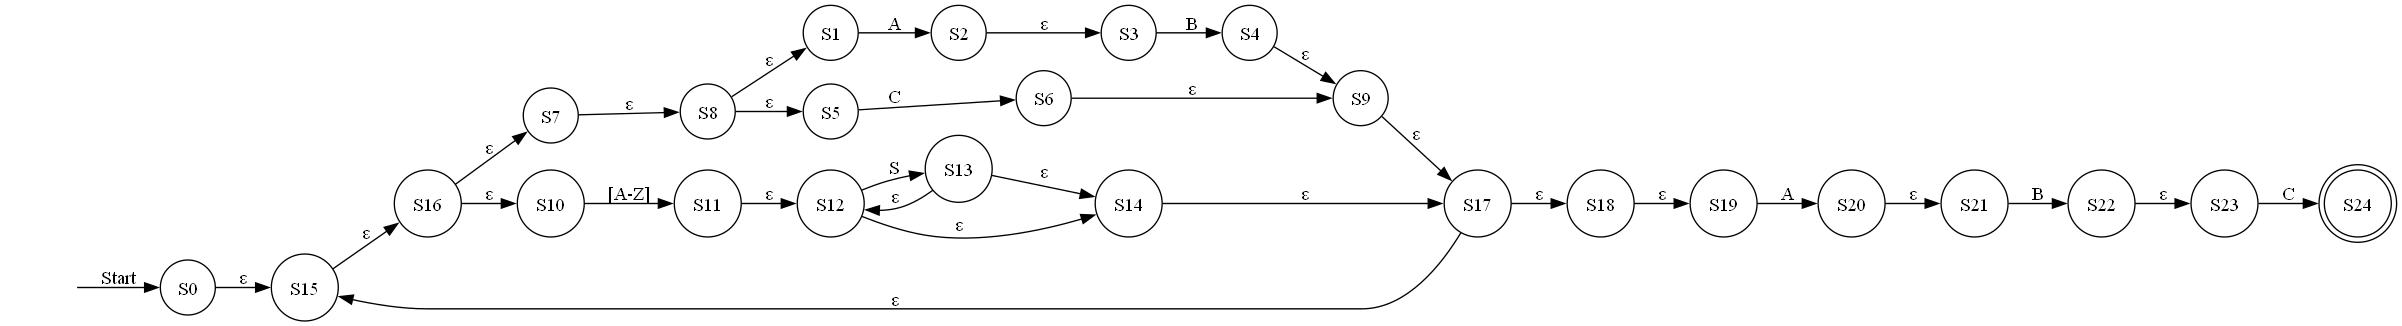 S1 A S2 ε S3 B S4
ε ε
S7 ε S8 ε S5 C S6 ε S9
ε ε
S16 ε S10 [A-Z] S11 ε S12 S S13 ε S14 ε S17 ε S18 ε S19 A S20 ε S21 B S22 ε S23 C S24
ε
ε
ε
Start S0 ε S15
ε